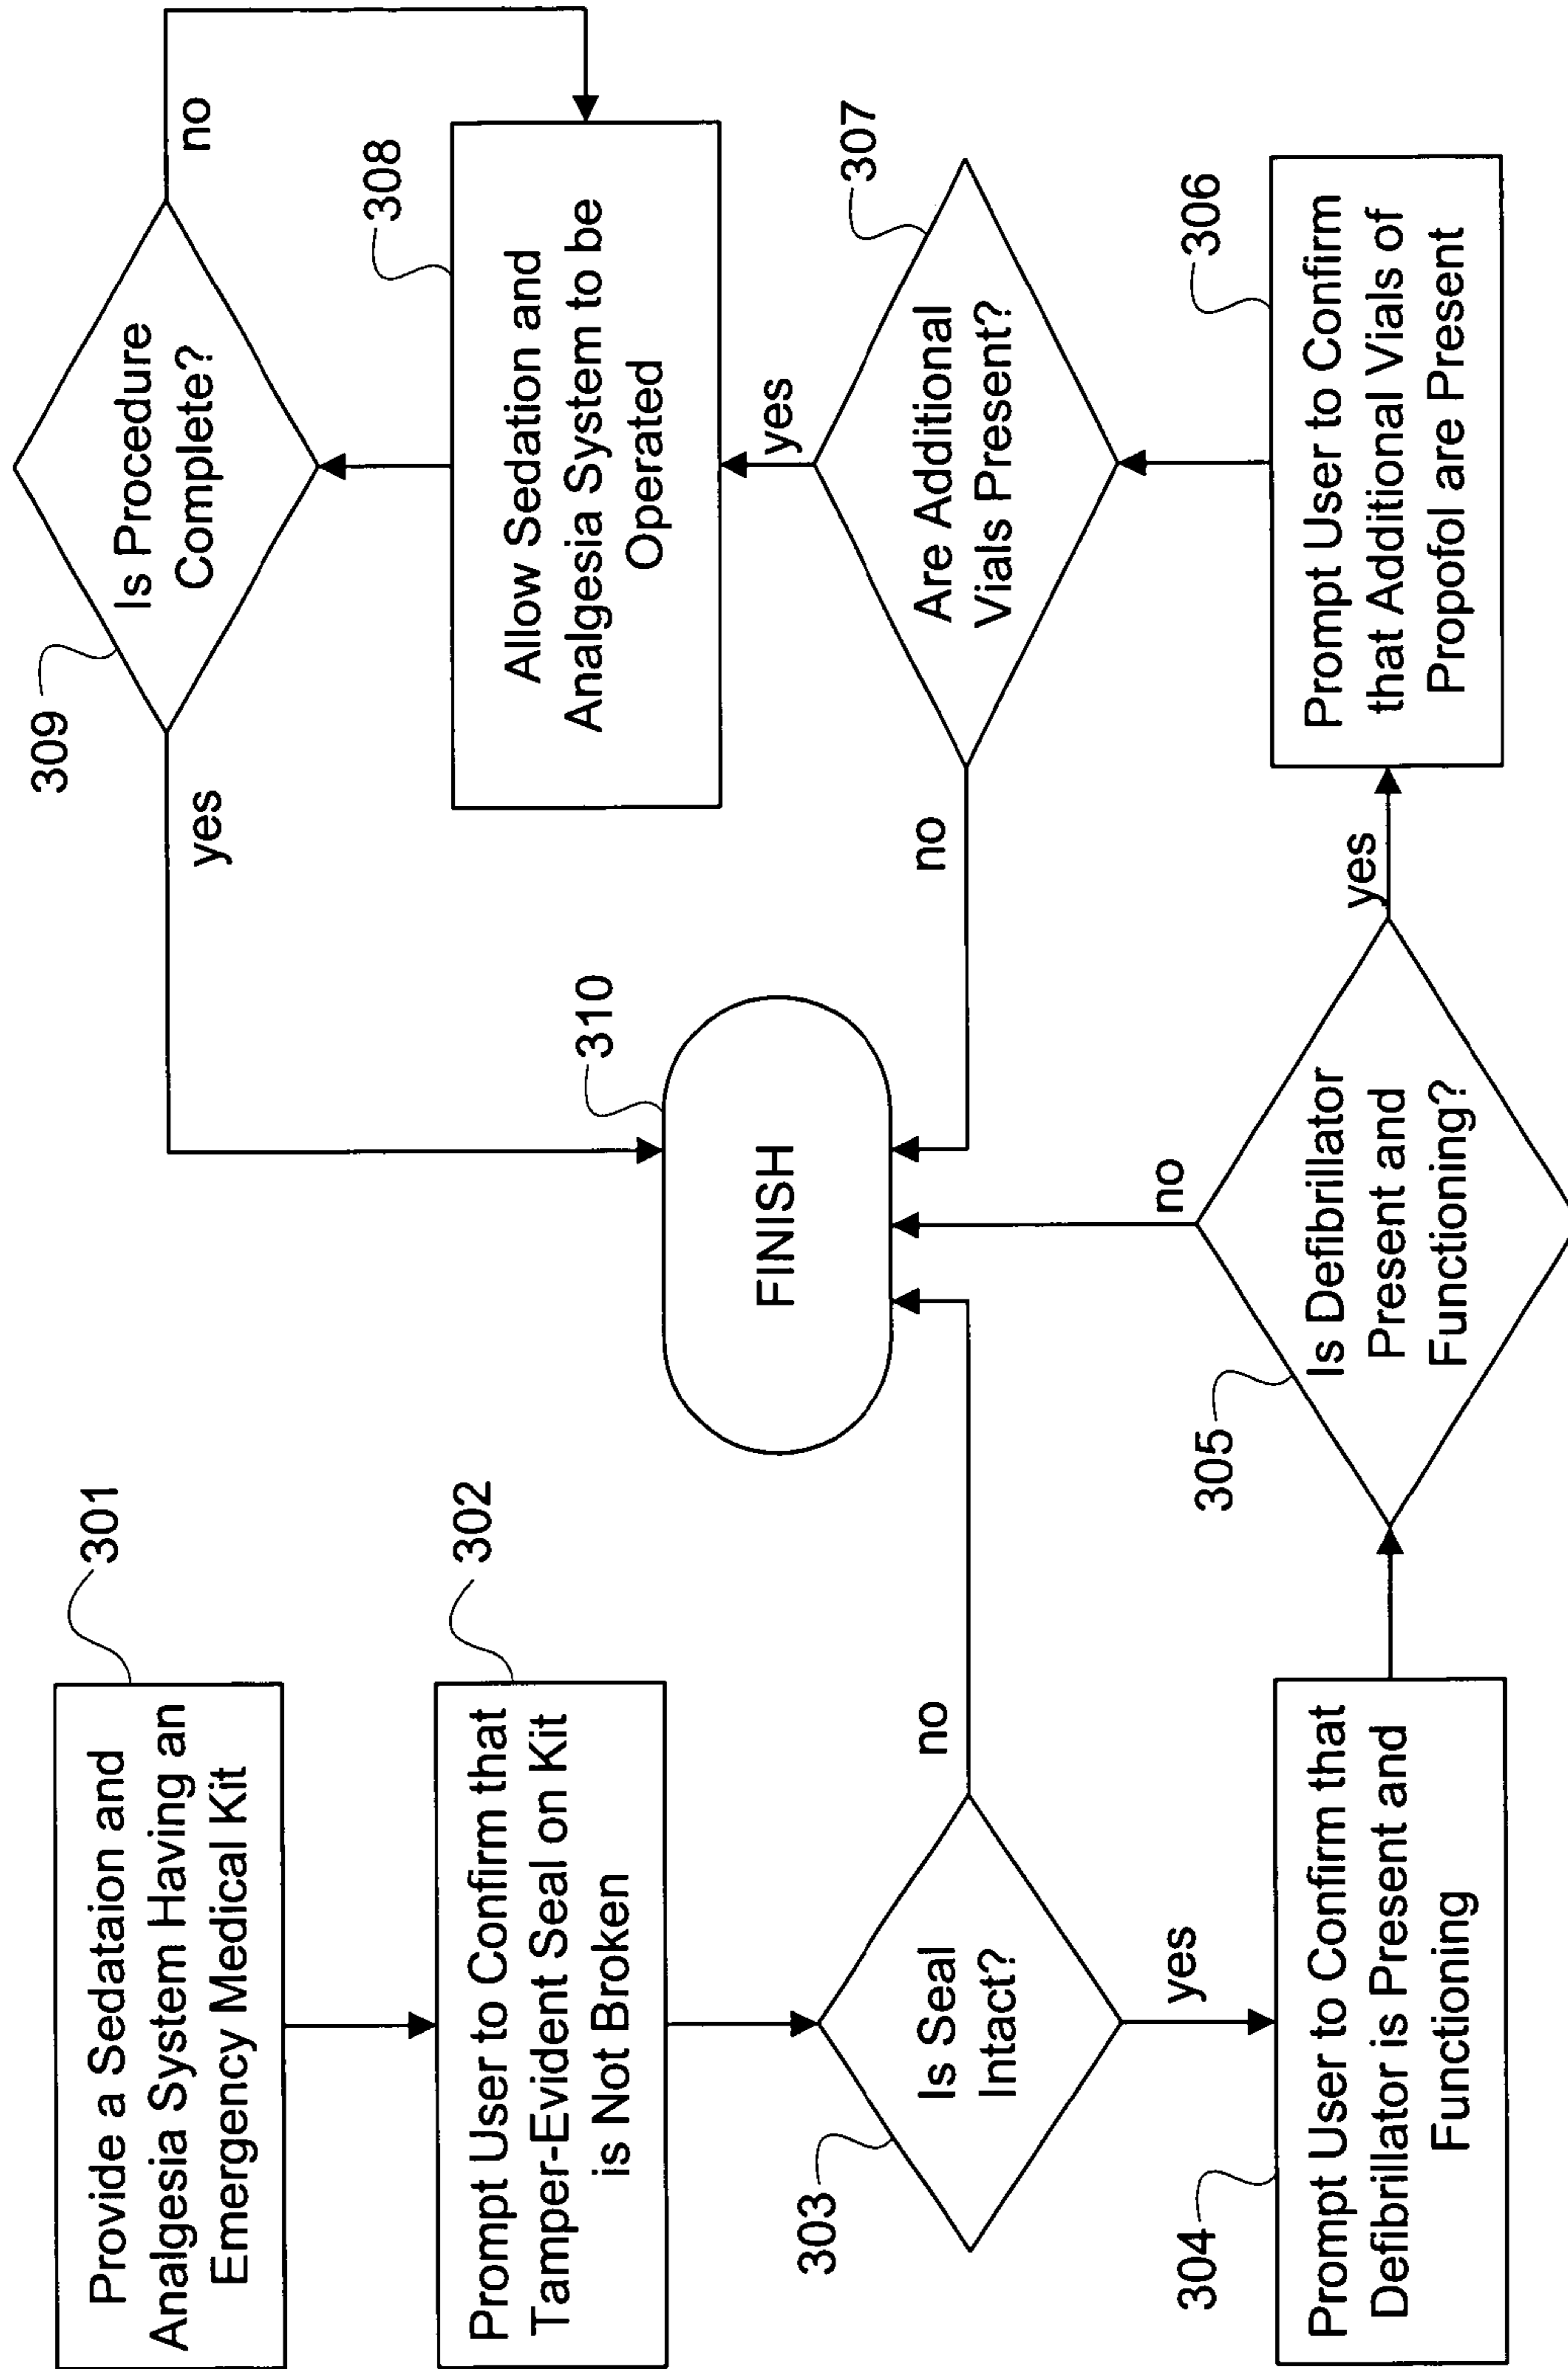 301
Provide a Sedataion and
Analgesia System Having an
Emergency Medical Kit
302
Prompt User to Confirm that
Tamper-Evident Seal on Kit
is Not Broken
303
Is Seal
Intact?
no
yes
304
Prompt User to Confirm that
Defibrillator is Present and
Functioning
305
Is Defibrillator
Present and
Functioning?
no
yes
306
Prompt User to Confirm
that Additional Vials of
Propofol are Present
307
Are Additional
Vials Present?
no
yes
308
Allow Sedation and
Analgesia System to be
Operated
309
Is Procedure
Complete?
no
yes
310
FINISH